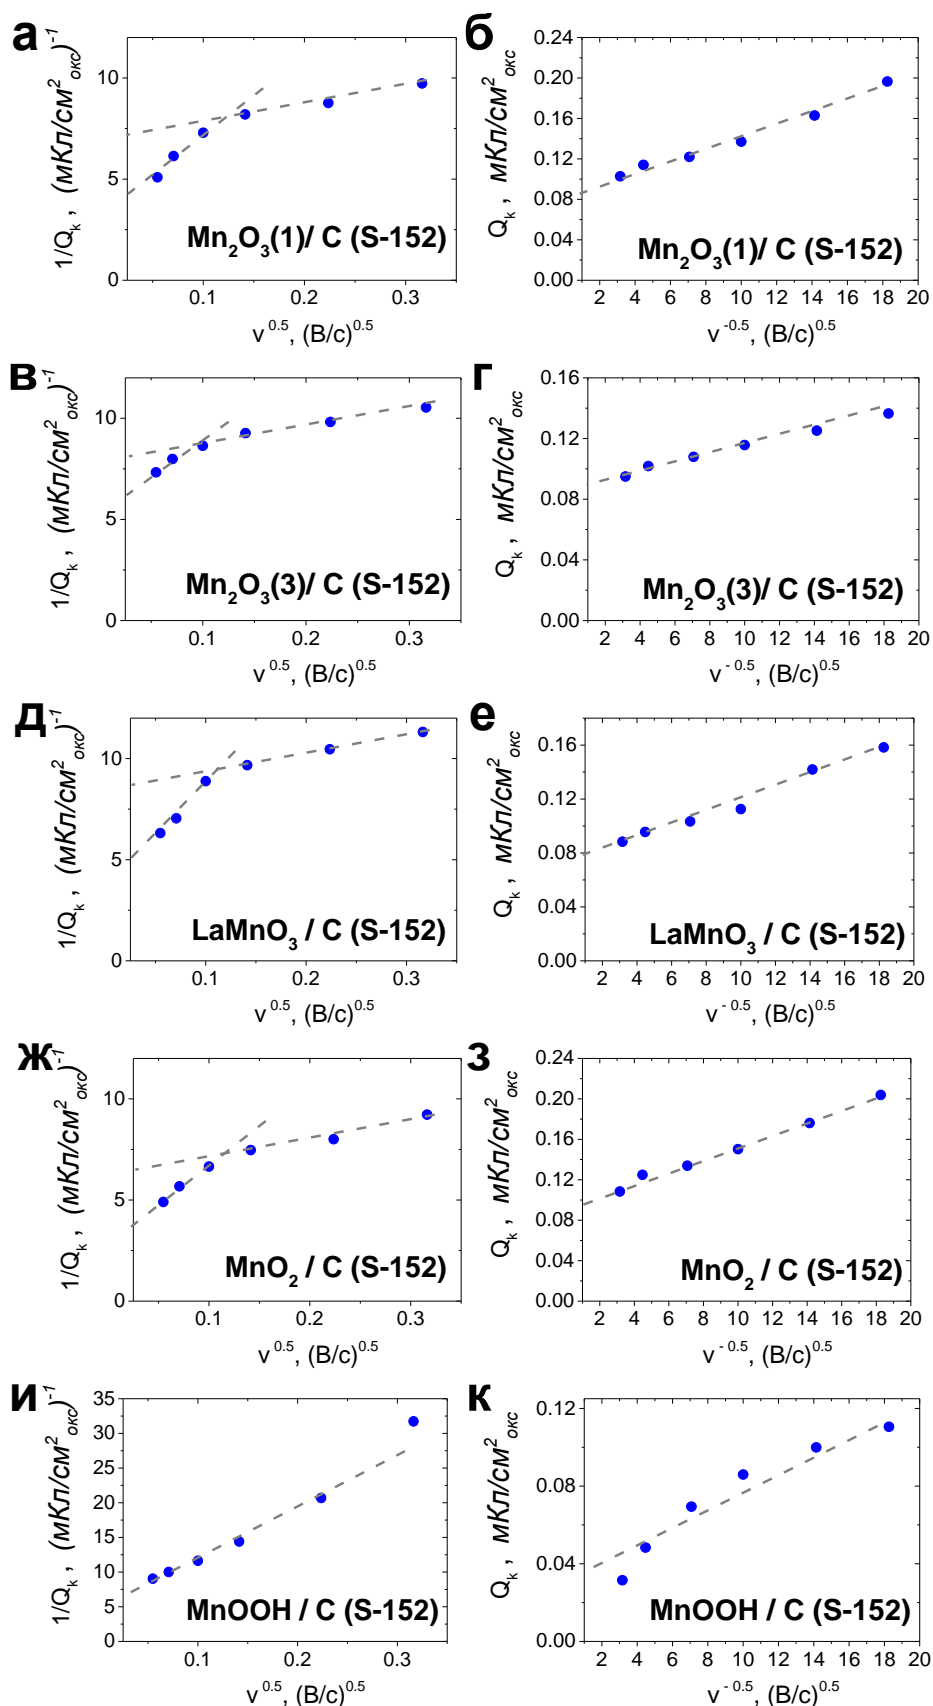 а
1/Qk , (мКл/см²окс)⁻¹
10
5
0
0.1 0.2 0.3
v 0.5, (В/с)0.5
Mn2O3(1)/ C (S-152)
б
Qk , мКл/см²окс
0.24
0.20
0.16
0.12
0.08
0.04
0.00
2 4 6 8 10 12 14 16 18 20
v -0.5, (В/с)0.5
Mn2O3(1)/ C (S-152)
в
1/Qk , (мКл/см²окс)⁻¹
10
5
0
0.1 0.2 0.3
v 0.5, (В/с)0.5
Mn2O3(3)/ C (S-152)
г
Qk , мКл/см²окс
0.16
0.12
0.08
0.04
0.00
2 4 6 8 10 12 14 16 18 20
v - 0.5, (В/с)0.5
Mn2O3(3)/ C (S-152)
д
1/Qk , (мКл/см²окс)⁻¹
10
5
0
0.1 0.2 0.3
v 0.5, (В/с)0.5
LaMnO3 / C (S-152)
е
Qk , мКл/см²окс
0.16
0.12
0.08
0.04
0.00
2 4 6 8 10 12 14 16 18 20
v - 0.5, (В/с)0.5
LaMnO3 / C (S-152)
ж
1/Qk , (мКл/см²окс)⁻¹
10
5
0
0.1 0.2 0.3
v 0.5, (В/с)0.5
MnO2 / C (S-152)
з
Qk , мКл/см²окс
0.24
0.20
0.16
0.12
0.08
0.04
0.00
2 4 6 8 10 12 14 16 18 20
v - 0.5, (В/с)0.5
MnO2 / C (S-152)
и
1/Qk , (мКл/см²окс)⁻¹
35
30
25
20
15
10
5
0
0.1 0.2 0.3
v 0.5, (В/с)0.5
MnOOH / C (S-152)
к
Qk , мКл/см²окс
0.12
0.08
0.04
0.00
2 4 6 8 10 12 14 16 18 20
v - 0.5, (В/с)0.5
MnOOH / C (S-152)